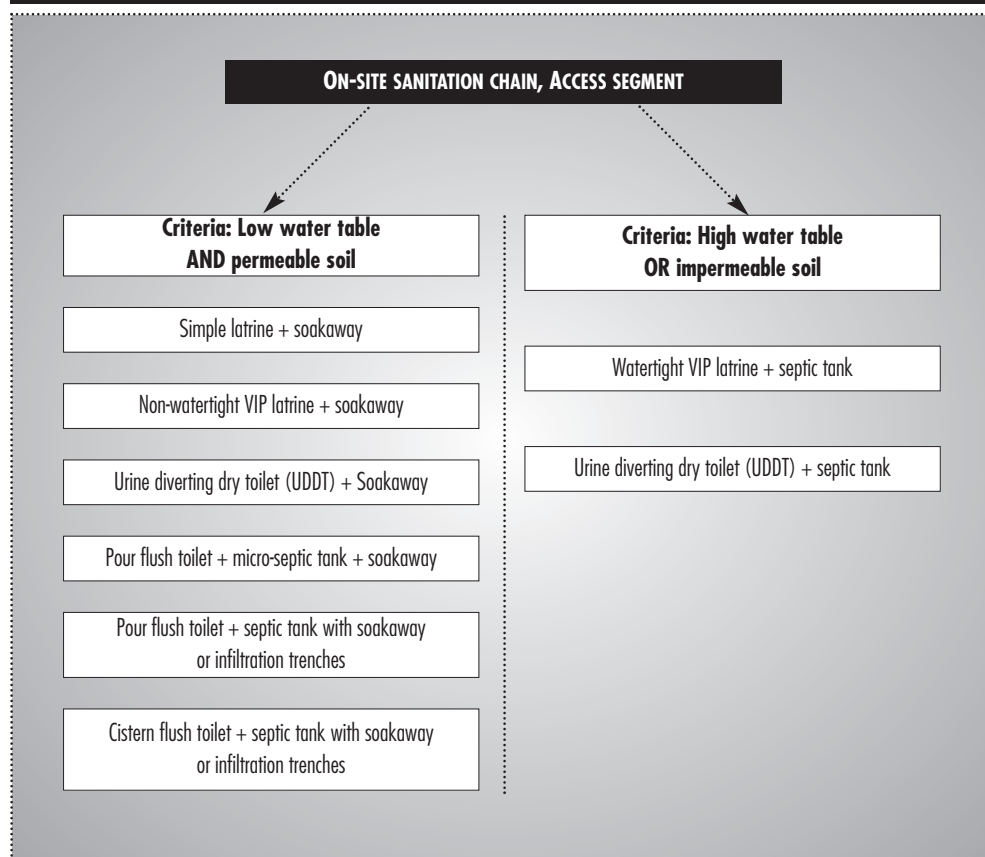 ON-SITE SANITATION CHAIN, ACCESS SEGMENT
Criteria: Low water table
AND permeable soil
Simple latrine + soakaway
Non-watertight VIP latrine + soakaway
Urine diverting dry toilet (UDDT) + Soakaway
Pour flush toilet + micro-septic tank + soakaway
Pour flush toilet + septic tank with soakaway
or infiltration trenches
Cistern flush toilet + septic tank with soakaway
or infiltration trenches
Criteria: High water table
OR impermeable soil
Watertight VIP latrine + septic tank
Urine diverting dry toilet (UDDT) + septic tank